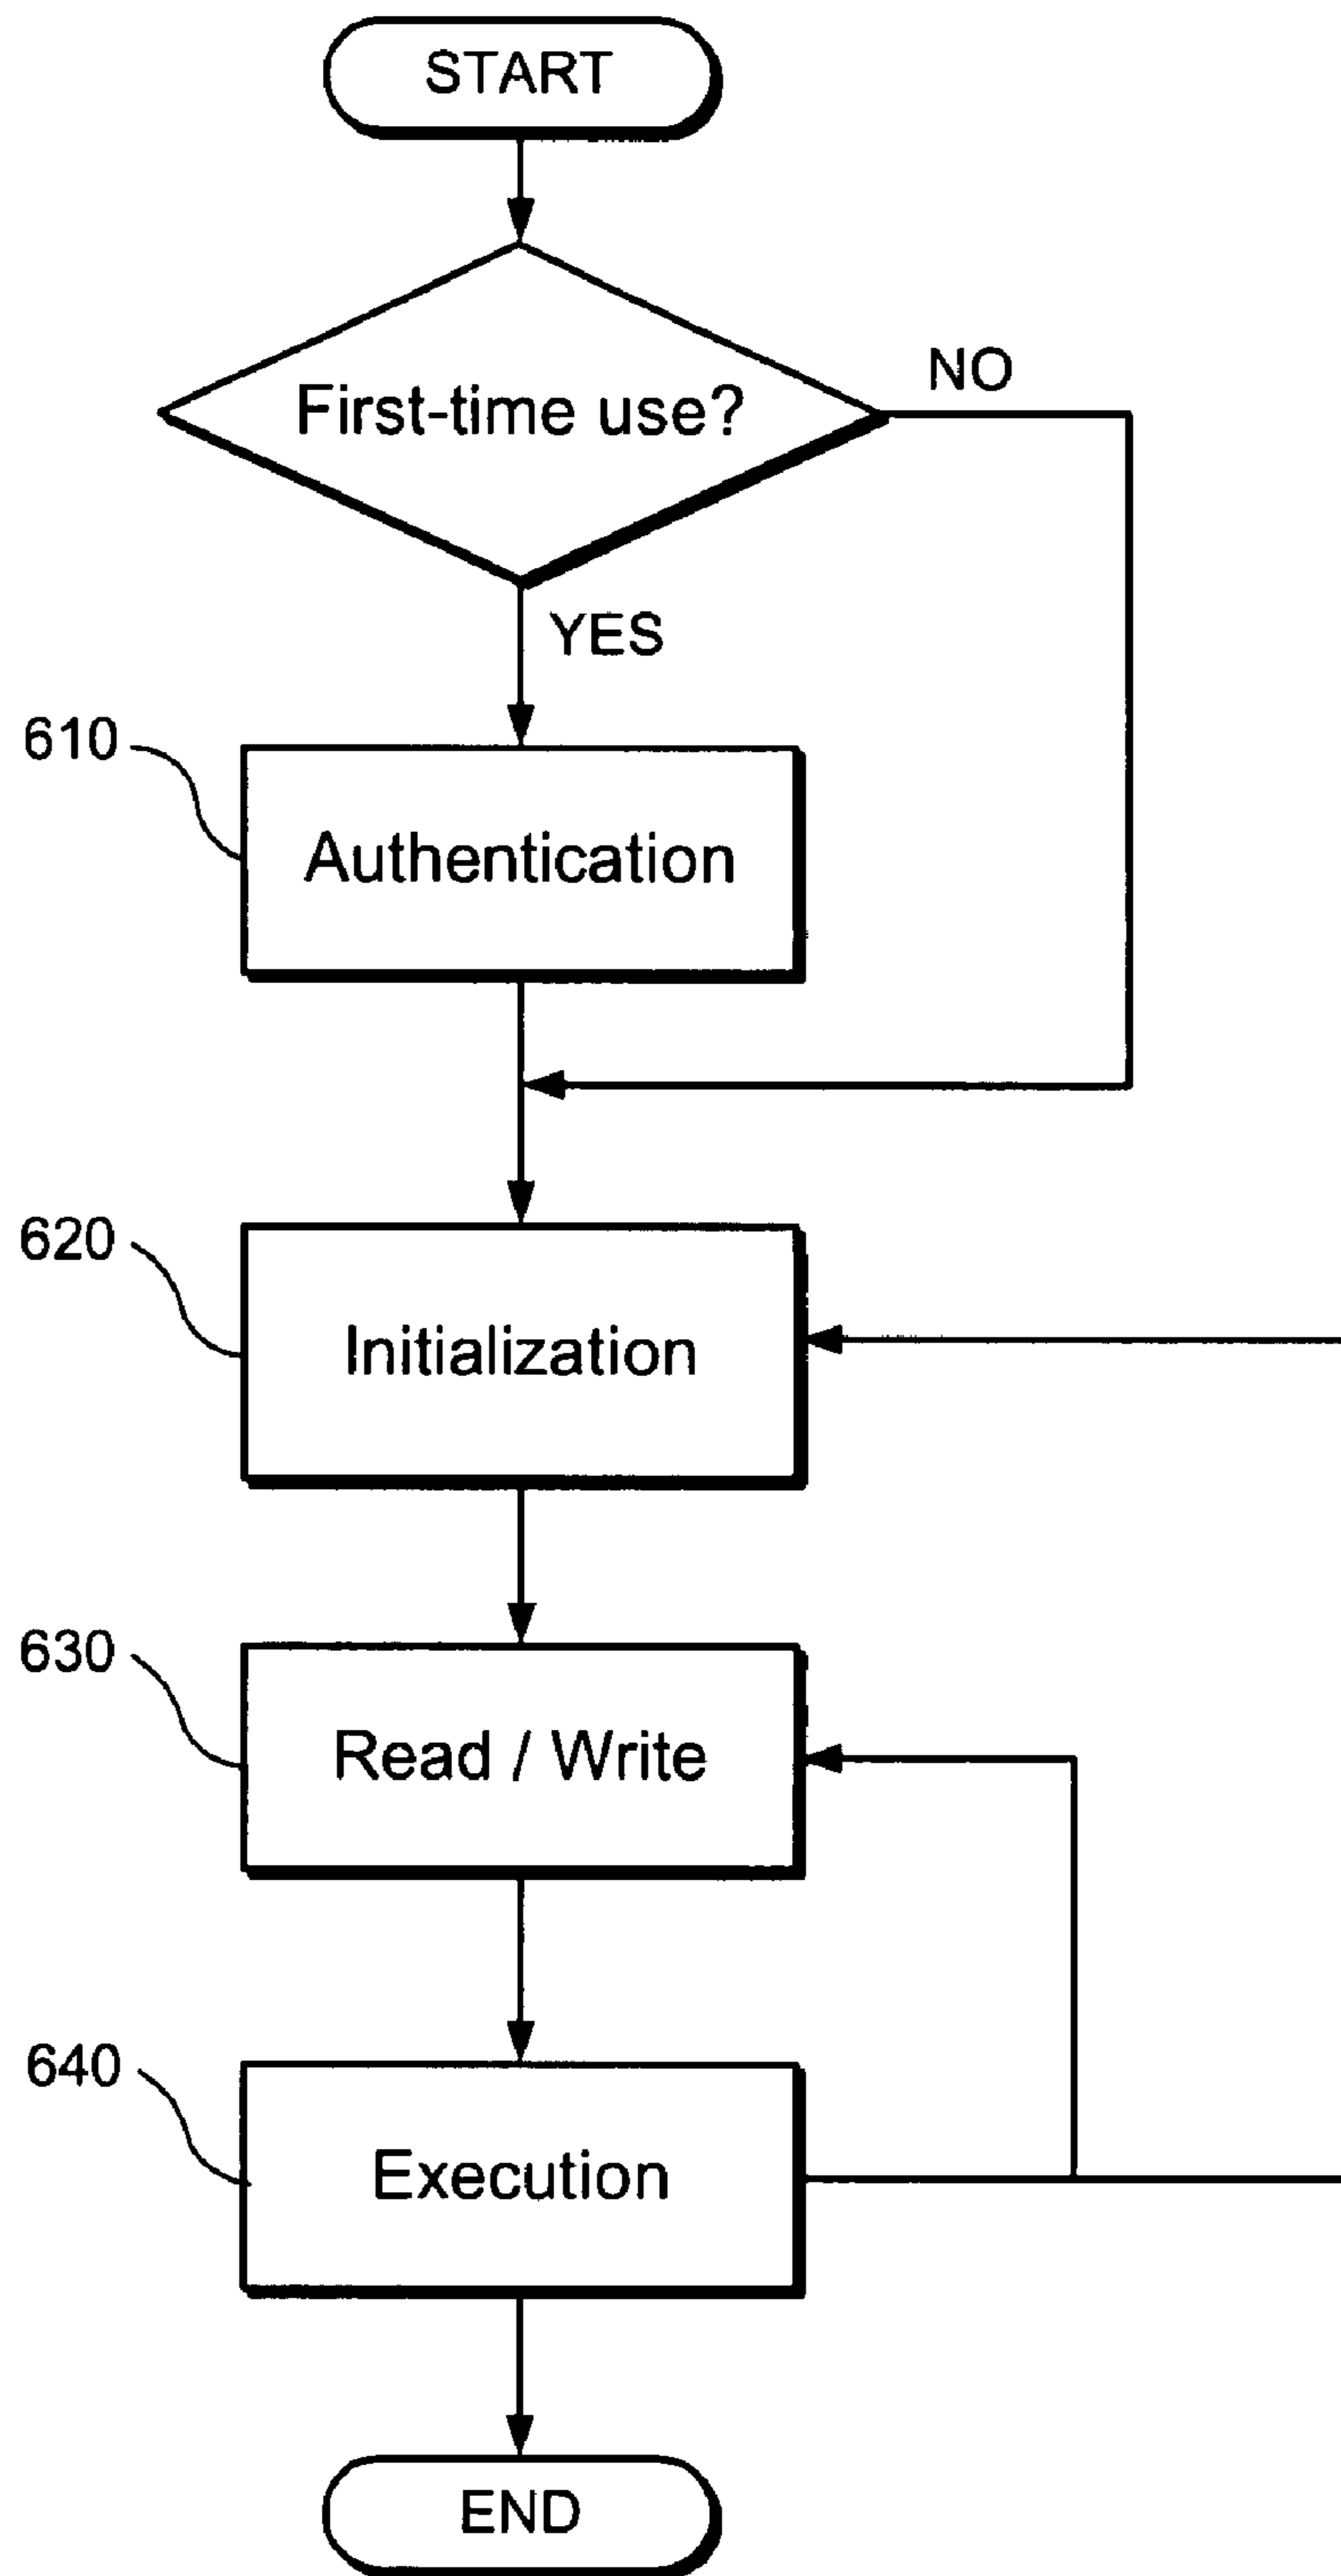 START
First-time use?
NO
YES
610
Authentication
620
Initialization
630
Read / Write
640
Execution
END